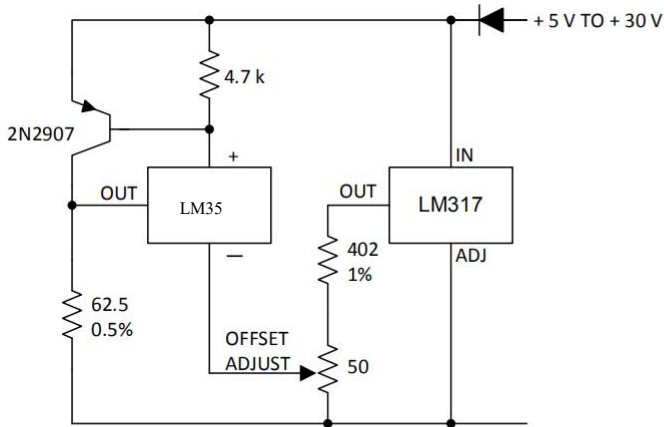 + 5 V TO + 30 V
4.7 k
2N2907
+
IN
OUT
LM35
OUT
LM317
—
ADJ
402
1%
62.5
0.5%
OFFSET
ADJUST
50